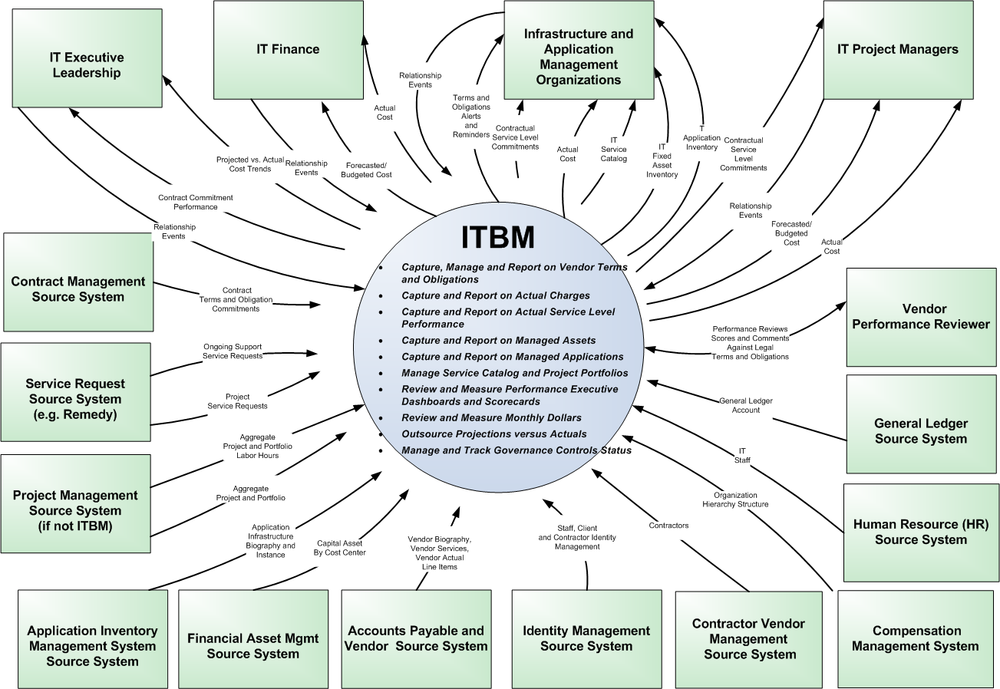 IT Executive
Leadership
IT Finance
Infrastructure and
Application
Management
Organizations
IT Project Managers
Relationship
Events
Actual
Cost
Terms and
Obligations
Alerts
and
Reminders
Contractual
Service Level
Commitments
Actual
Cost
IT
Service
Catalog
IT
Fixed
Asset
Inventory
IT
Application
Inventory
Contractual
Service
Level
Commitments
Projected vs. Actual
Cost Trends
Relationship
Events
Forecasted/
Budgeted Cost
Contract Commitment
Performance
Relationship
Events
Relationship
Events
Forecasted/
Budgeted
Cost
Actual
Cost
ITBM
• Capture, Manage and Report on Vendor Terms
and Obligations
• Capture and Report on Actual Charges
• Capture and Report on Actual Service Level
Performance
• Capture and Report on Managed Assets
• Capture and Report on Managed Applications
• Manage Service Catalog and Project Portfolios
• Review and Measure Performance Executive
Dashboards and Scorecards
• Review and Measure Monthly Dollars
• Outsource Projections versus Actuals
• Manage and Track Governance Controls Status
Contract Management
Source System
Contract
Terms and Obligation
Commitments
Service Request
Source System
(e.g. Remedy)
Ongoing Support
Service Requests
Project
Service Requests
Project Management
Source System
(if not ITBM)
Aggregate
Project and Portfolio
Labor Hours
Aggregate
Project and Portfolio
Vendor
Performance Reviewer
Performance Reviews
Scores and Comments
Against Legal
Terms and Obligations
General Ledger
Source System
General Ledger
Account
Human Resource (HR)
Source System
IT
Staff
Organization
Hierarchy Structure
Contractors
Staff, Client
and Contractor Identity
Management
Vendor Biography,
Vendor Services,
Vendor Actual
Line Items
Capital Asset
By Cost Center
Application
Infrastructure
Biography and
Instance
Application Inventory
Management System
Source System
Financial Asset Mgmt
Source System
Accounts Payable and
Vendor Source System
Identity Management
Source System
Contractor Vendor
Management
Source System
Compensation
Management System